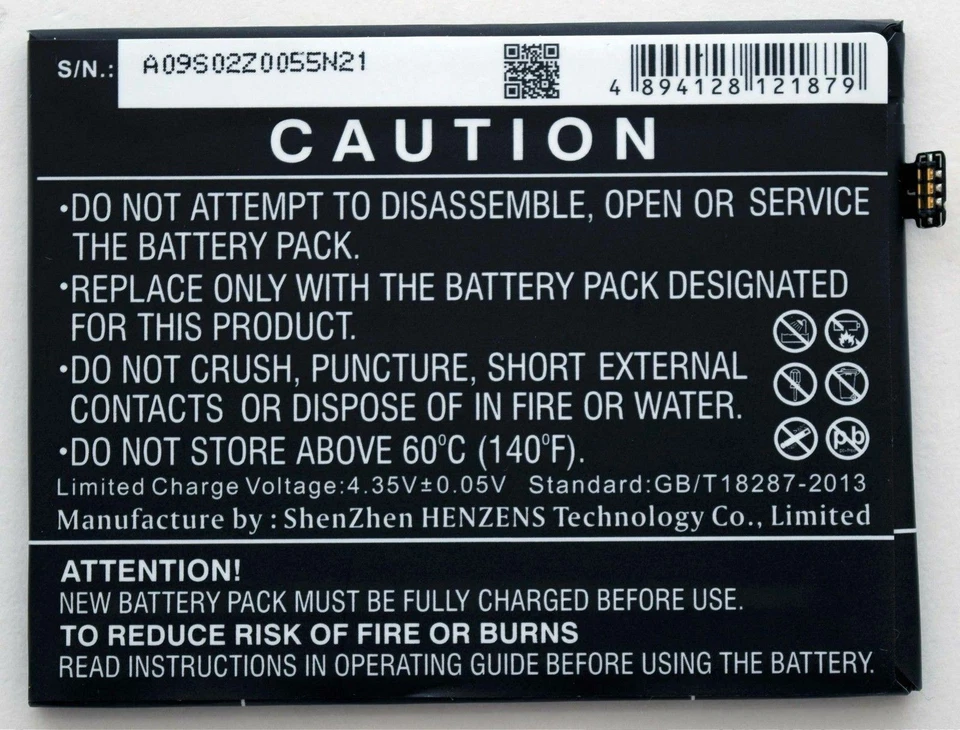 S/N.: A09S02Z0055N21
4 894128 121879
CAUTION
•DO NOT ATTEMPT TO DISASSEMBLE, OPEN OR SERVICE
THE BATTERY PACK.
•REPLACE ONLY WITH THE BATTERY PACK DESIGNATED
FOR THIS PRODUCT.
•DO NOT CRUSH, PUNCTURE, SHORT EXTERNAL
CONTACTS OR DISPOSE OF IN FIRE OR WATER.
•DO NOT STORE ABOVE 60°C (140°F).
Pb
Limited Charge Voltage:4.35V±0.05V Standard:GB/T18287-2013
Manufacture by : ShenZhen HENZENS Technology Co., Limited
ATTENTION!
NEW BATTERY PACK MUST BE FULLY CHARGED BEFORE USE.
TO REDUCE RISK OF FIRE OR BURNS
READ INSTRUCTIONS IN OPERATING GUIDE BEFORE USING THE BATTERY.